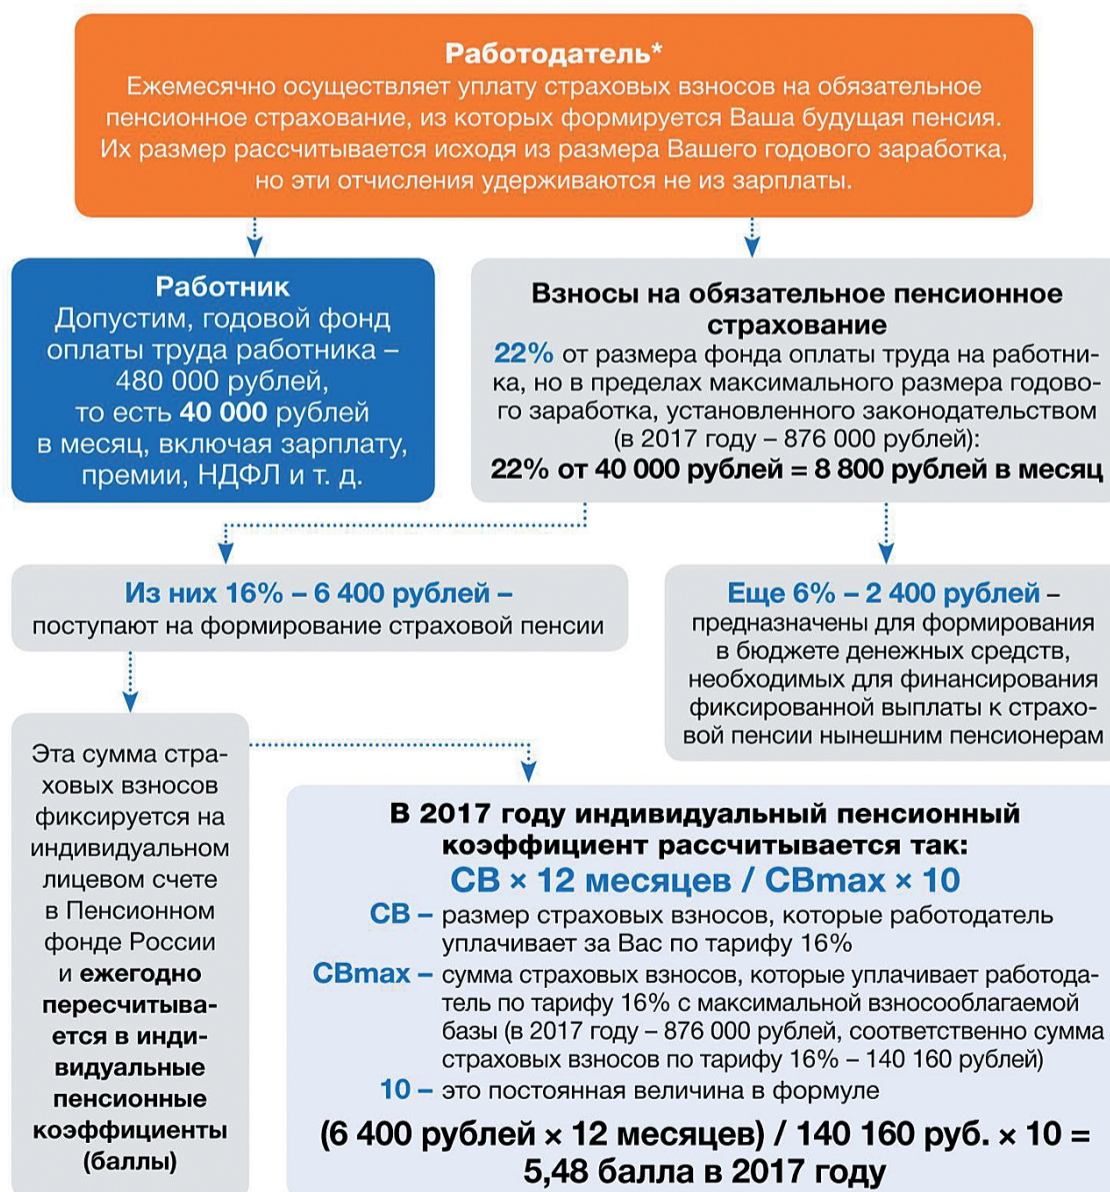 Работодатель*
Ежемесячно осуществляет уплату страховых взносов на обязательное
пенсионное страхование, из которых формируется Ваша будущая пенсия.
Их размер рассчитывается исходя из размера Вашего годового заработка,
но эти отчисления удерживаются не из зарплаты.
Работник
Допустим, годовой фонд
оплаты труда работника –
480 000 рублей,
то есть 40 000 рублей
в месяц, включая зарплату,
премии, НДФЛ и т. д.
Взносы на обязательное пенсионное
страхование
22% от размера фонда оплаты труда на работни-
ка, но в пределах максимального размера годово-
го заработка, установленного законодательством
(в 2017 году – 876 000 рублей):
22% от 40 000 рублей = 8 800 рублей в месяц
Из них 16% – 6 400 рублей –
поступают на формирование страховой пенсии
Еще 6% – 2 400 рублей –
предназначены для формирования
в бюджете денежных средств,
необходимых для финансирования
фиксированной выплаты к страхо-
вой пенсии нынешним пенсионерам
Эта сумма стра-
ховых взносов
фиксируется на
индивидуальном
лицевом счете
в Пенсионном
фонде России
и ежегодно
пересчитыва-
ется в инди-
видуальные
пенсионные
коэффициенты
(баллы)
В 2017 году индивидуальный пенсионный
коэффициент рассчитывается так:
СВ × 12 месяцев / СВmax × 10
СВ – размер страховых взносов, которые работодатель
уплачивает за Вас по тарифу 16%
СВmax – сумма страховых взносов, которые уплачивает работода-
тель по тарифу 16% с максимальной взносооблагаемой
базы (в 2017 году – 876 000 рублей, соответственно сумма
страховых взносов по тарифу 16% – 140 160 рублей)
10 – это постоянная величина в формуле
(6 400 рублей × 12 месяцев) / 140 160 руб. × 10 =
5,48 балла в 2017 году